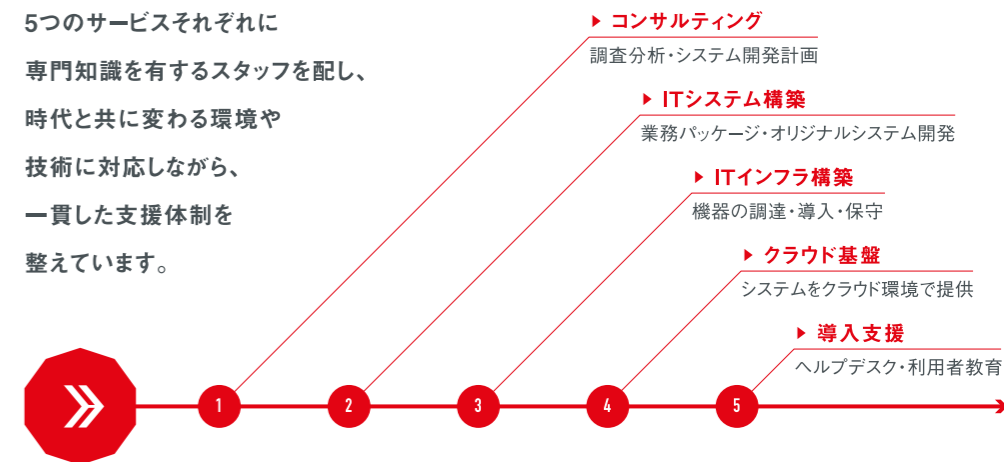 5つのサービスそれぞれに
専門知識を有するスタッフを配し、
時代と共に変わる環境や
技術に対応しながら、
一貫した支援体制を
整えています。
コンサルティング
調査分析・システム開発計画
ITシステム構築
業務パッケージ・オリジナルシステム開発
ITインフラ構築
機器の調達・導入・保守
クラウド基盤
システムをクラウド環境で提供
導入支援
ヘルプデスク・利用者教育
1
2
3
4
5